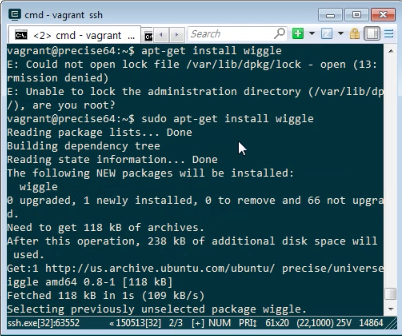 cmd - vagrant ssh
<2> cmd - vagrant
Search
vagrant@precise64:~$ apt-get install wiggle
E: Could not open lock file /var/lib/dpkg/lock - open (13:
rmission denied)
E: Unable to lock the administration directory (/var/lib/dp
/), are you root?
vagrant@precise64:~$ sudo apt-get install wiggle
Reading package lists... Done
Building dependency tree
Reading state information... Done
The following NEW packages will be installed:
wiggle
0 upgraded, 1 newly installed, 0 to remove and 66 not upgra
d.
Need to get 118 kB of archives.
After this operation, 238 kB of additional disk space will
used.
Get:1 http://us.archive.ubuntu.com/ubuntu/ precise/universe
iggle amd64 0.8-1 [118 kB]
Fetched 118 kB in 1s (109 kB/s)
Selecting previously unselected package wiggle.
ssh.exe[32]:63552 « 150513[32] 2/3 [+] NUM PRI↕ 61x20 (22,1000) 25V 14864